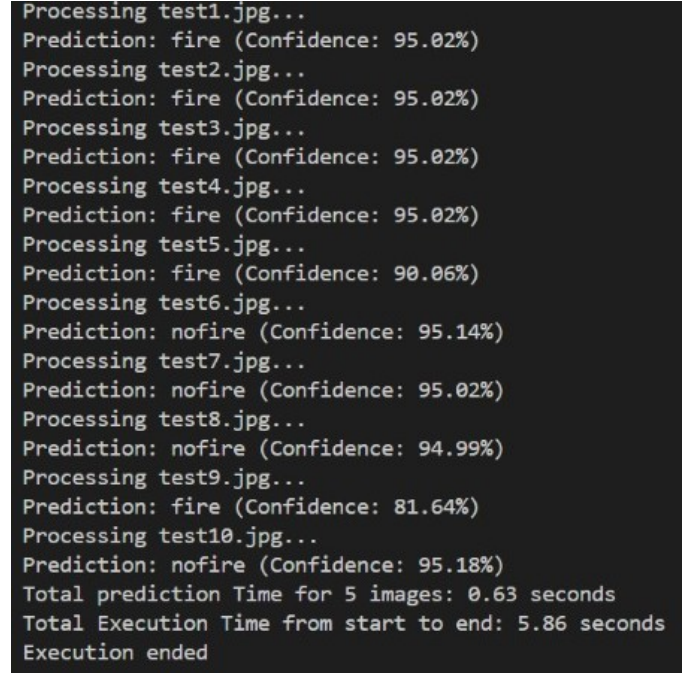 Processing test1.jpg...
Prediction: fire (Confidence: 95.02%)
Processing test2.jpg...
Prediction: fire (Confidence: 95.02%)
Processing test3.jpg...
Prediction: fire (Confidence: 95.02%)
Processing test4.jpg...
Prediction: fire (Confidence: 95.02%)
Processing test5.jpg...
Prediction: fire (Confidence: 90.06%)
Processing test6.jpg...
Prediction: nofire (Confidence: 95.14%)
Processing test7.jpg...
Prediction: nofire (Confidence: 95.02%)
Processing test8.jpg...
Prediction: nofire (Confidence: 94.99%)
Processing test9.jpg...
Prediction: fire (Confidence: 81.64%)
Processing test10.jpg...
Prediction: nofire (Confidence: 95.18%)
Total prediction Time for 5 images: 0.63 seconds
Total Execution Time from start to end: 5.86 seconds
Execution ended